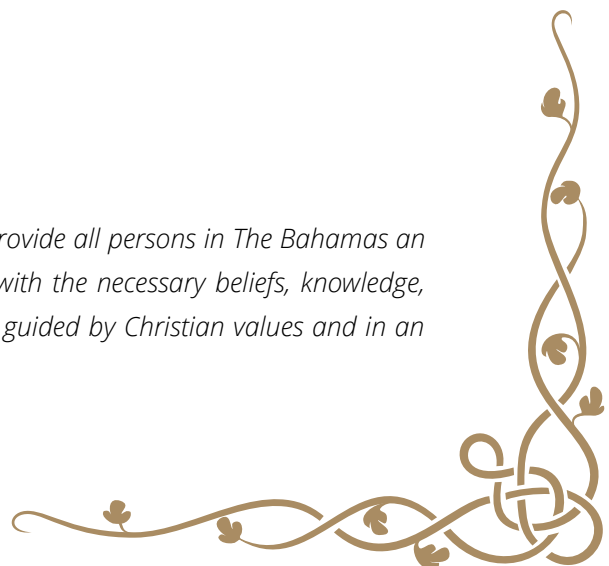 rovide all persons in The Bahamas an
with the necessary beliefs, knowledge,
guided by Christian values and in an